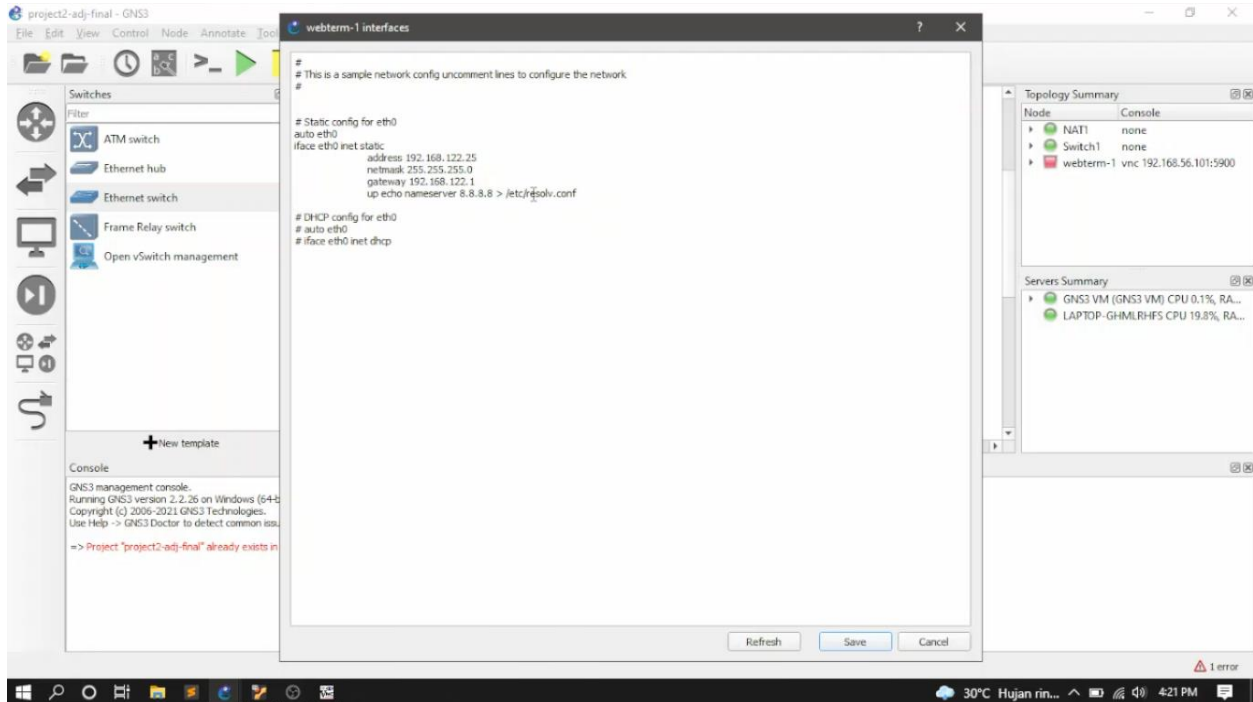 project2-adj-final - GNS3
File Edit View Control Node Annotate Tool
webterm-1 interfaces
? ×
#
# This is a sample network config uncomment lines to configure the network
#
# Static config for eth0
auto eth0
iface eth0 inet static
address 192.168.122.25
netmask 255.255.255.0
gateway 192.168.122.1
up echo nameserver 8.8.8.8 > /etc/resolv.conf
# DHCP config for eth0
# auto eth0
# iface eth0 inet dhcp
Refresh Save Cancel
Switches
Filter
ATM switch
Ethernet hub
Ethernet switch
Frame Relay switch
Open vSwitch management
New template
Console
GNS3 management console.
Running GNS3 version 2.2.26 on Windows (64-b
Copyright (c) 2006-2021 GNS3 Technologies.
Use Help -> GNS3 Doctor to detect common issu
=> Project "project2-adj-final" already exists in
Topology Summary
Node Console
NAT1 none
Switch1 none
webterm-1 vnc 192.168.56.101:5900
Servers Summary
GNS3 VM (GNS3 VM) CPU 0.1%, RA...
LAPTOP-GHMLRHFS CPU 19.8%, RA...
1 error
30°C Hujan rin... 4:21 PM